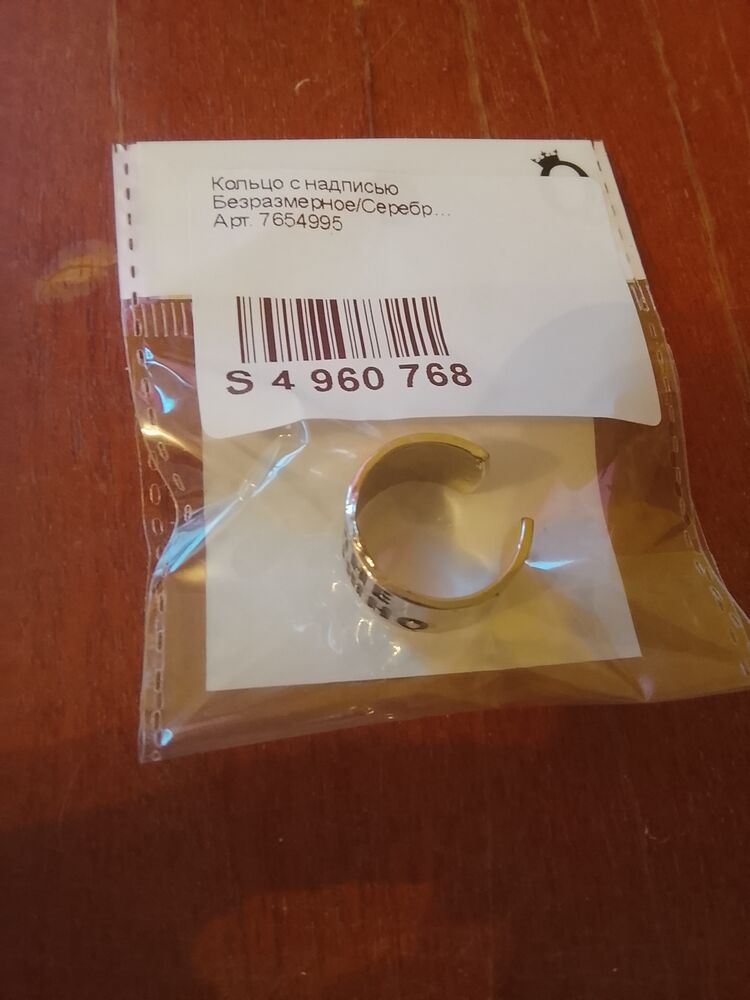 Кольцо с надписью
Безразмерное/Серебр...
Арт. 7654995
S 4 960 768